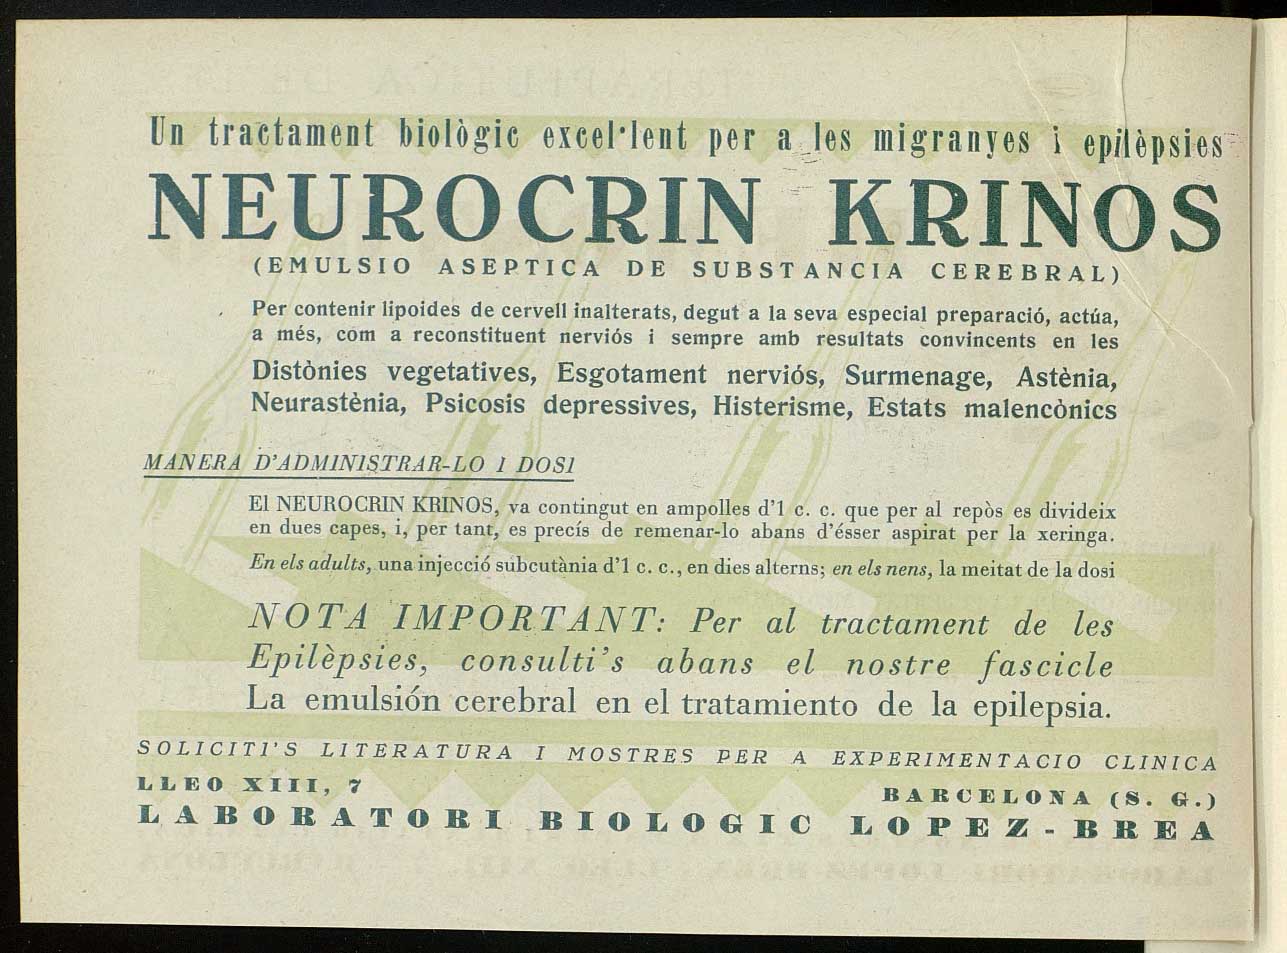 Un tractament biològic excel·lent per a les migranyes i epilèpsies
NEUROCRIN KRINOS
(EMULSIO ASEPTICA DE SUBSTANCIA CEREBRAL)
Per contenir lipoides de cervell inalterats, degut a la seva especial preparació, actúa,
a més, com a reconstituent nerviós i sempre amb resultats convincents en les
Distònies vegetatives, Esgotament nerviós, Surmenage, Astènia,
Neurastènia, Psicosis depressives, Histerisme, Estats malencònics
MANERA D'ADMINISTRAR-LO I DOSI
El NEUROCRIN KRINOS, va contingut en ampolles d'1 c. c. que per al repòs es divideix
en dues capes, i, per tant, es precís de remenar-lo abans d'ésser aspirat per la xeringa.
En els adults, una injecció subcutània d'1 c. c., en dies alterns; en els nens, la meitat de la dosi
NOTA IMPORTANT: Per al tractament de les
Epilèpsies, consulti's abans el nostre fascicle
La emulsión cerebral en el tratamiento de la epilepsia.
SOLICITI'S LITERATURA I MOSTRES PER A EXPERIMENTACIO CLINICA
LLEO XIII, 7
BARCELONA (S. G.)
LABORATORI BIOLOGIC LOPEZ-BREA